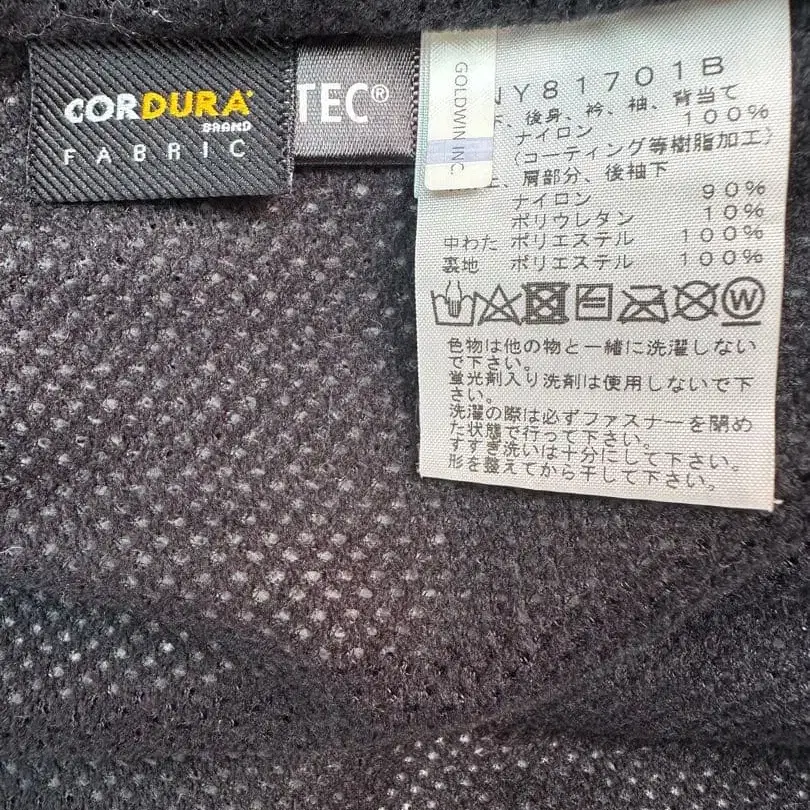 CORDURA®
BRAND
FABRIC
TEC®
GOLDWIN INC.
NY81701B
、後身、衿、袖、背当て
ナイロン 100%
(コーティング等樹脂加工)
、肩部分、後袖下
ナイロン 90%
ポリウレタン 10%
中わた ポリエステル 100%
裏地 ポリエステル 100%
W
色物は他の物と一緒に洗濯しない
で下さい。
蛍光剤入り洗剤は使用しないで下
さい。
洗濯の際は必ずファスナーを閉め
た状態で行って下さい。
すすぎ洗いは十分にして下さい。
形を整えてから干して下さい。